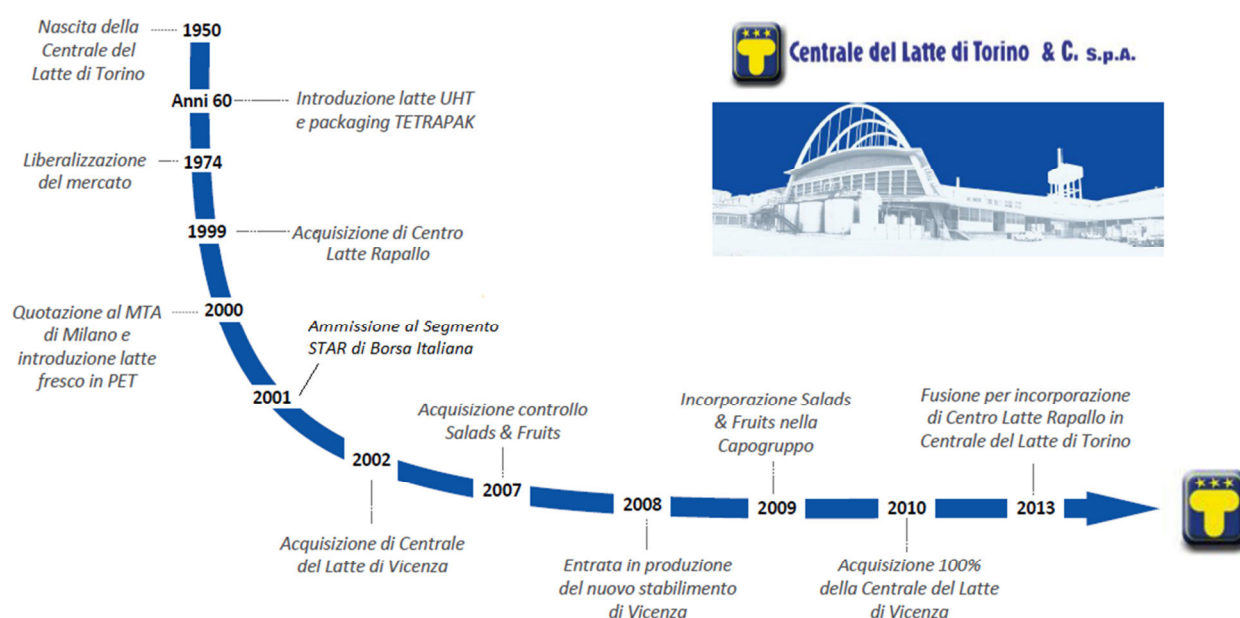 Nascita della
Centrale del
Latte di Torino
1950
Centrale del Latte di Torino & C. S.p.A.
Anni 60
Introduzione latte UHT
e packaging TETRAPAK
Liberalizzazione
del mercato
1974
1999
Acquisizione di Centro
Latte Rapallo
Quotazione al MTA
di Milano e
introduzione latte
fresco in PET
2000
Ammissione al Segmento
STAR di Borsa Italiana
2001
2002
Acquisizione di Centrale
del Latte di Vicenza
Acquisizione controllo
Salads & Fruits
2007
2008
Entrata in produzione
del nuovo stabilimento
di Vicenza
Incorporazione Salads
& Fruits nella
Capogruppo
2009
2010
Acquisizione 100%
della Centrale del Latte
di Vicenza
Fusione per incorporazione
di Centro Latte Rapallo in
Centrale del Latte di Torino
2013